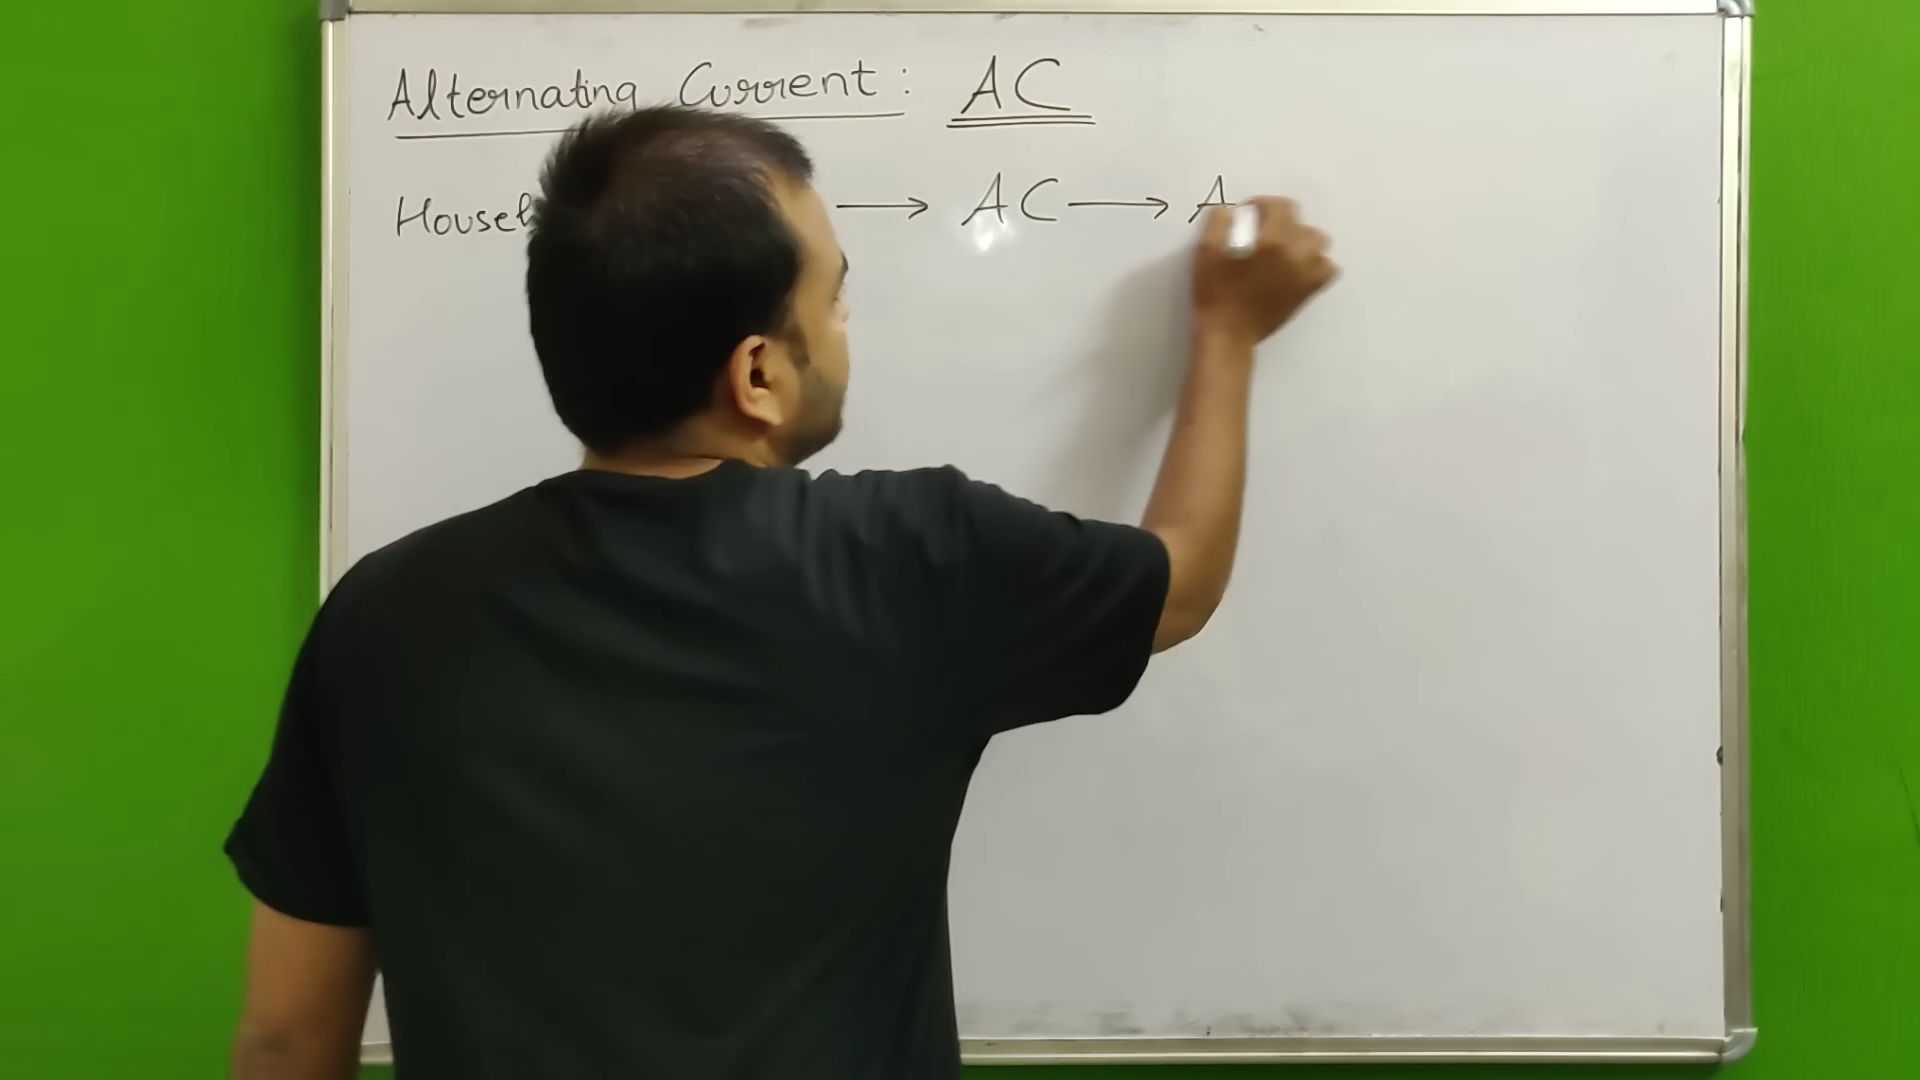 Alternating Current : AC
→ AC → A